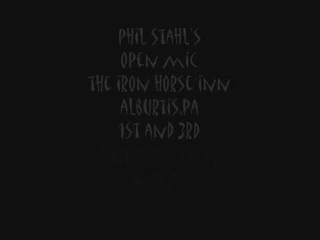 PHIL STAHL'S
OPEN MIC
THE IRON HORSE INN
ALBURTIS,PA
1ST AND 3RD